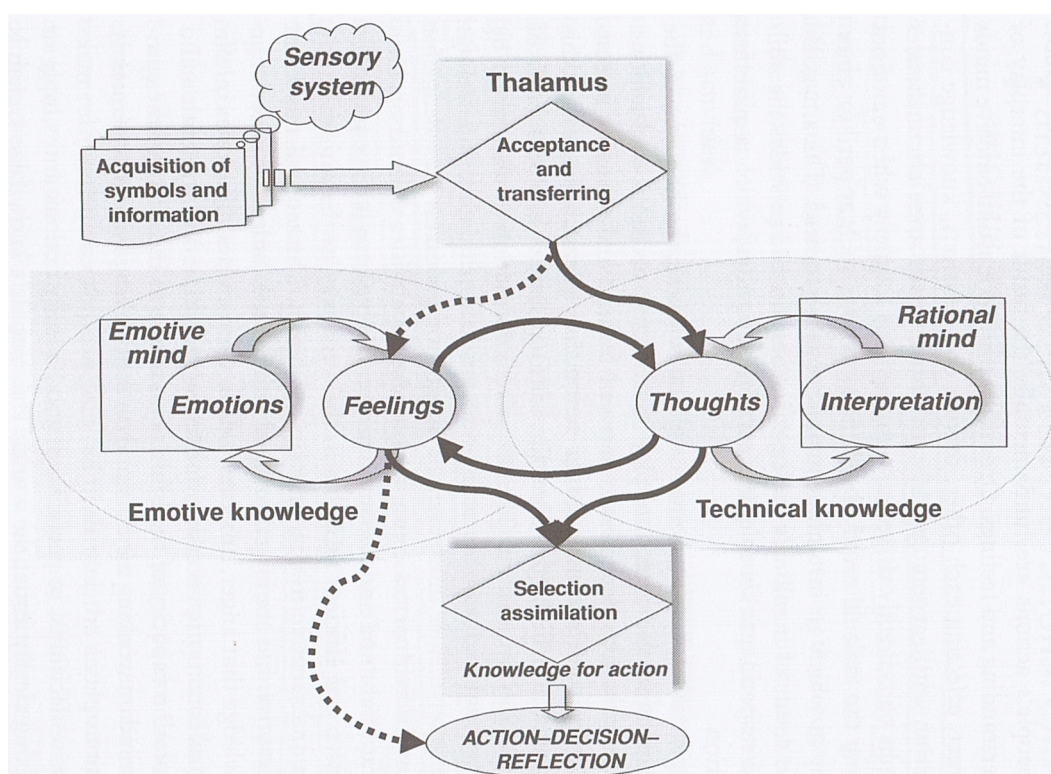 Sensory
system
Thalamus
Acquisition of
symbols and
information
Acceptance
and
transferring
Emotive
mind
Rational
mind
Emotions
Feelings
Thoughts
Interpretation
Emotive knowledge
Technical knowledge
Selection
assimilation
Knowledge for action
ACTION–DECISION–
REFLECTION